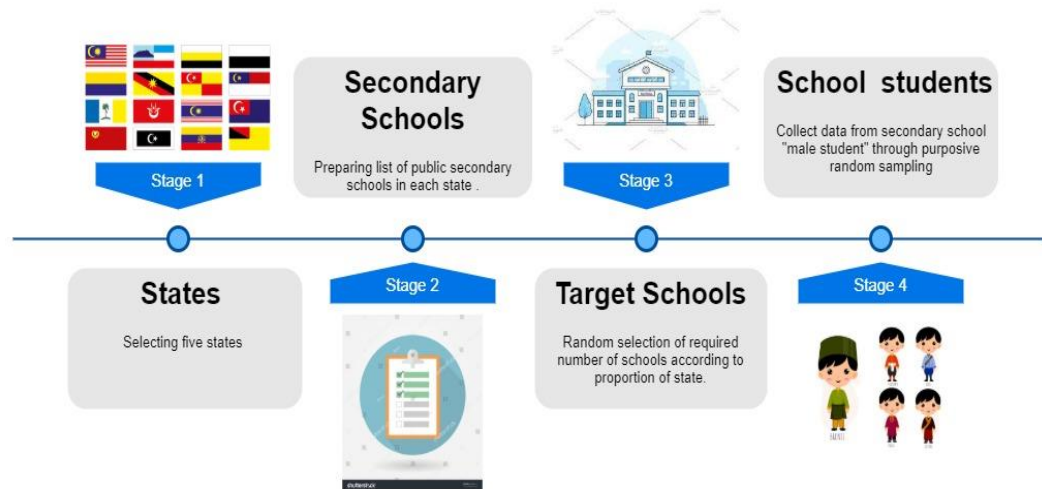 Stage 1
States
Selecting five states
Secondary
Schools
Preparing list of public secondary
schools in each state .
Stage 2
shutterstock
Stage 3
Target Schools
Random selection of required
number of schools according to
proportion of state.
School students
Collect data from secondary school
"male student" through purposive
random sampling
Stage 4